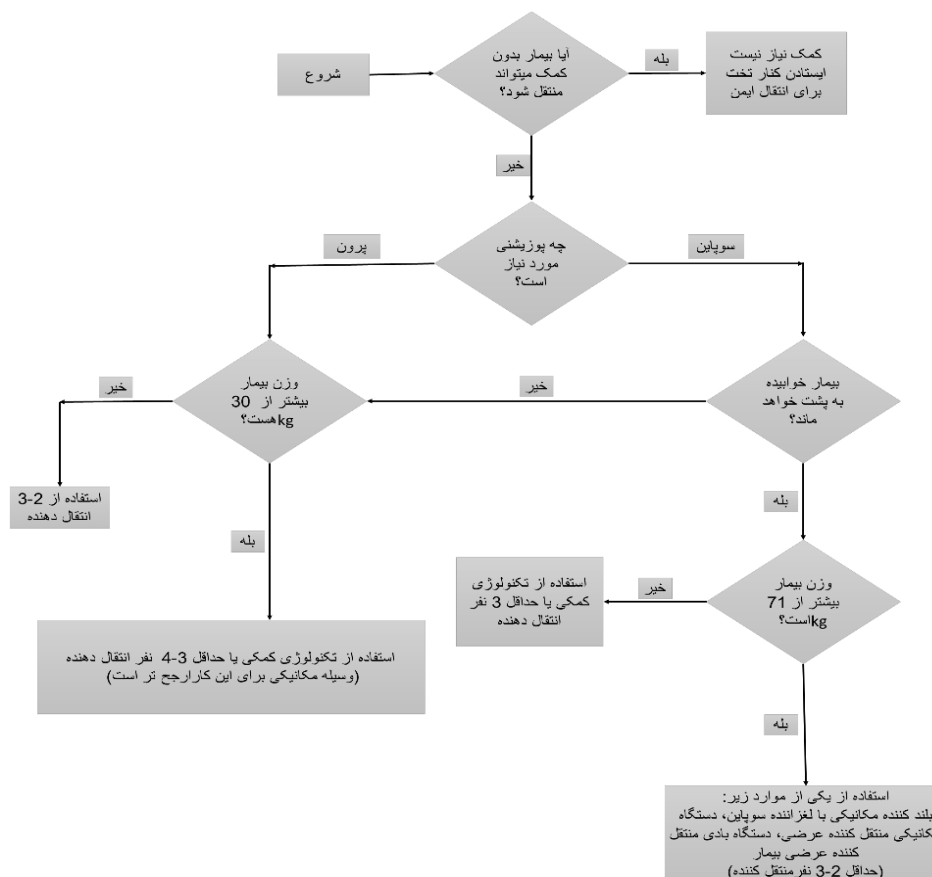 شروع
آیا بیمار بدون
کمک میتواند
منتقل شود؟
بله
کمک نیاز نیست
ایستادن کنار تخت
برای انتقال ایمن
خیر
چه پوزیشنی
مورد نیاز
است؟
سوپاین
پرون
بیمار خوابیده
به پشت خواهد
ماند؟
خیر
وزن بیمار
بیشتر از 30
kgهست؟
خیر
استفاده از 2-3
انتقال دهنده
بله
استفاده از تکنولوژی کمکی یا حداقل 3-4 نفر انتقال دهنده
(وسیله مکانیکی برای این کارارجح تر است)
بله
وزن بیمار
بیشتر از 71
kgاست؟
خیر
استفاده از تکنولوژی
کمکی یا حداقل 3 نفر
انتقال دهنده
بله
استفاده از یکی از موارد زیر:
بلند کننده مکانیکی با لغزاننده سوپاین، دستگاه
مکانیکی منتقل کننده عرضی، دستگاه بادی منتقل
کننده عرضی بیمار
(حداقل 2-3 نفرمنتقل کننده)